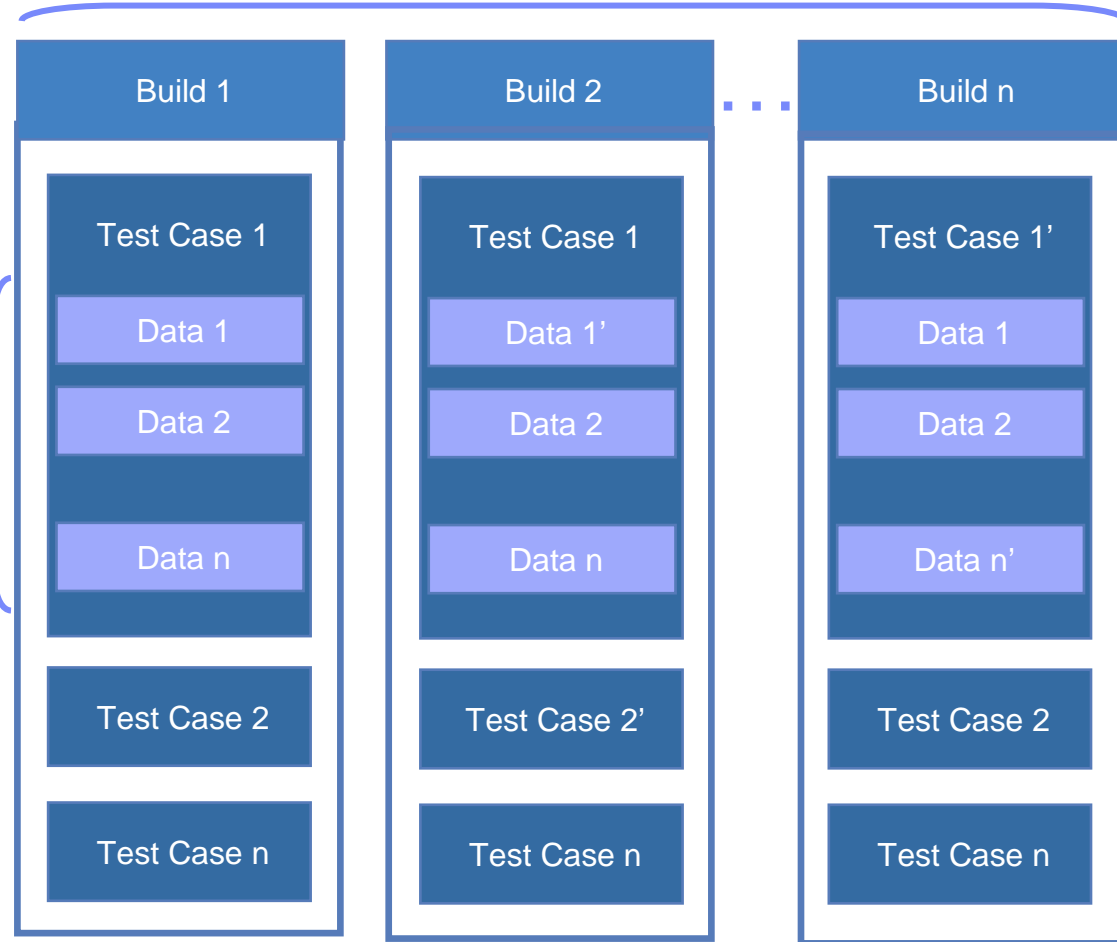 Build 1
Test Case 1
Data 1
Data 2
Data n
Test Case 2
Test Case n
Build 2
Test Case 1
Data 1’
Data 2
Data n
Test Case 2’
Test Case n
Build n
Test Case 1’
Data 1
Data 2
Data n’
Test Case 2
Test Case n